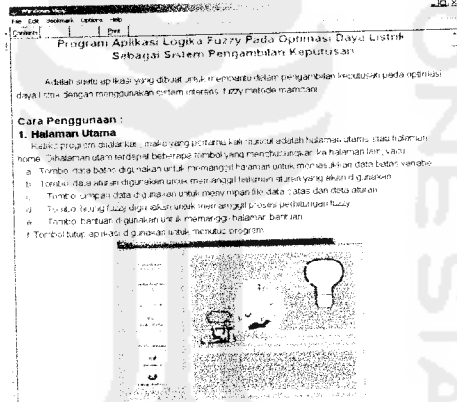 File Edit Bookmark Options Help
Contents Print
Program Aplikasi Logika Fuzzy Pada Optimasi Daya Listrik
Sebagai Sistem Pengambilan Keputusan
Adalah suatu aplikasi yang dibuat untuk membantu dalam pengambilan keputusan pada optimasi
daya listrik dengan menggunakan sistem inferensi fuzzy metode mamdani
Cara Penggunaan :
1. Halaman Utama
Ketika program dijalankan, maka yang pertama kali muncul adalah halaman utama atau halaman
home. Dihalaman utama terdapat beberapa tombol yang menghubungkan ke halaman lain, yaitu
a Tombol data batas digunakan untuk memanggil halaman untuk memasukkan data batas variabel
b Tombol data aturan digunakan untuk memanggil halaman aturan yang akan digunakan
c Tombol simpan data digunakan untuk menyimpan file data batas dan data aturan
d Tombol hitung fuzzy digunakan untuk memanggil proses perhitungan fuzzy
e Tombol bantuan digunakan untuk memanggil halaman bantuan
f Tombol tutup aplikasi digunakan untuk menutup program